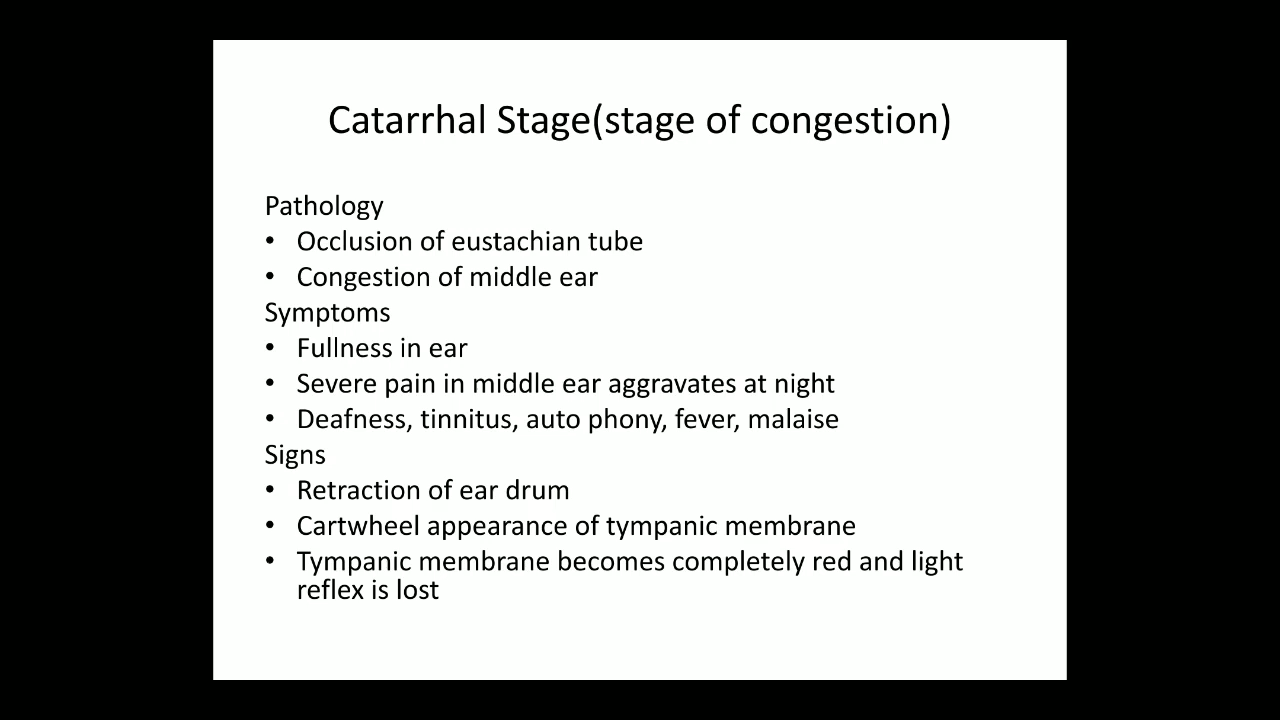 Catarrhal Stage(stage of congestion)
Pathology
• Occlusion of eustachian tube
• Congestion of middle ear
Symptoms
• Fullness in ear
• Severe pain in middle ear aggravates at night
• Deafness, tinnitus, auto phony, fever, malaise
Signs
• Retraction of ear drum
• Cartwheel appearance of tympanic membrane
• Tympanic membrane becomes completely red and light
reflex is lost